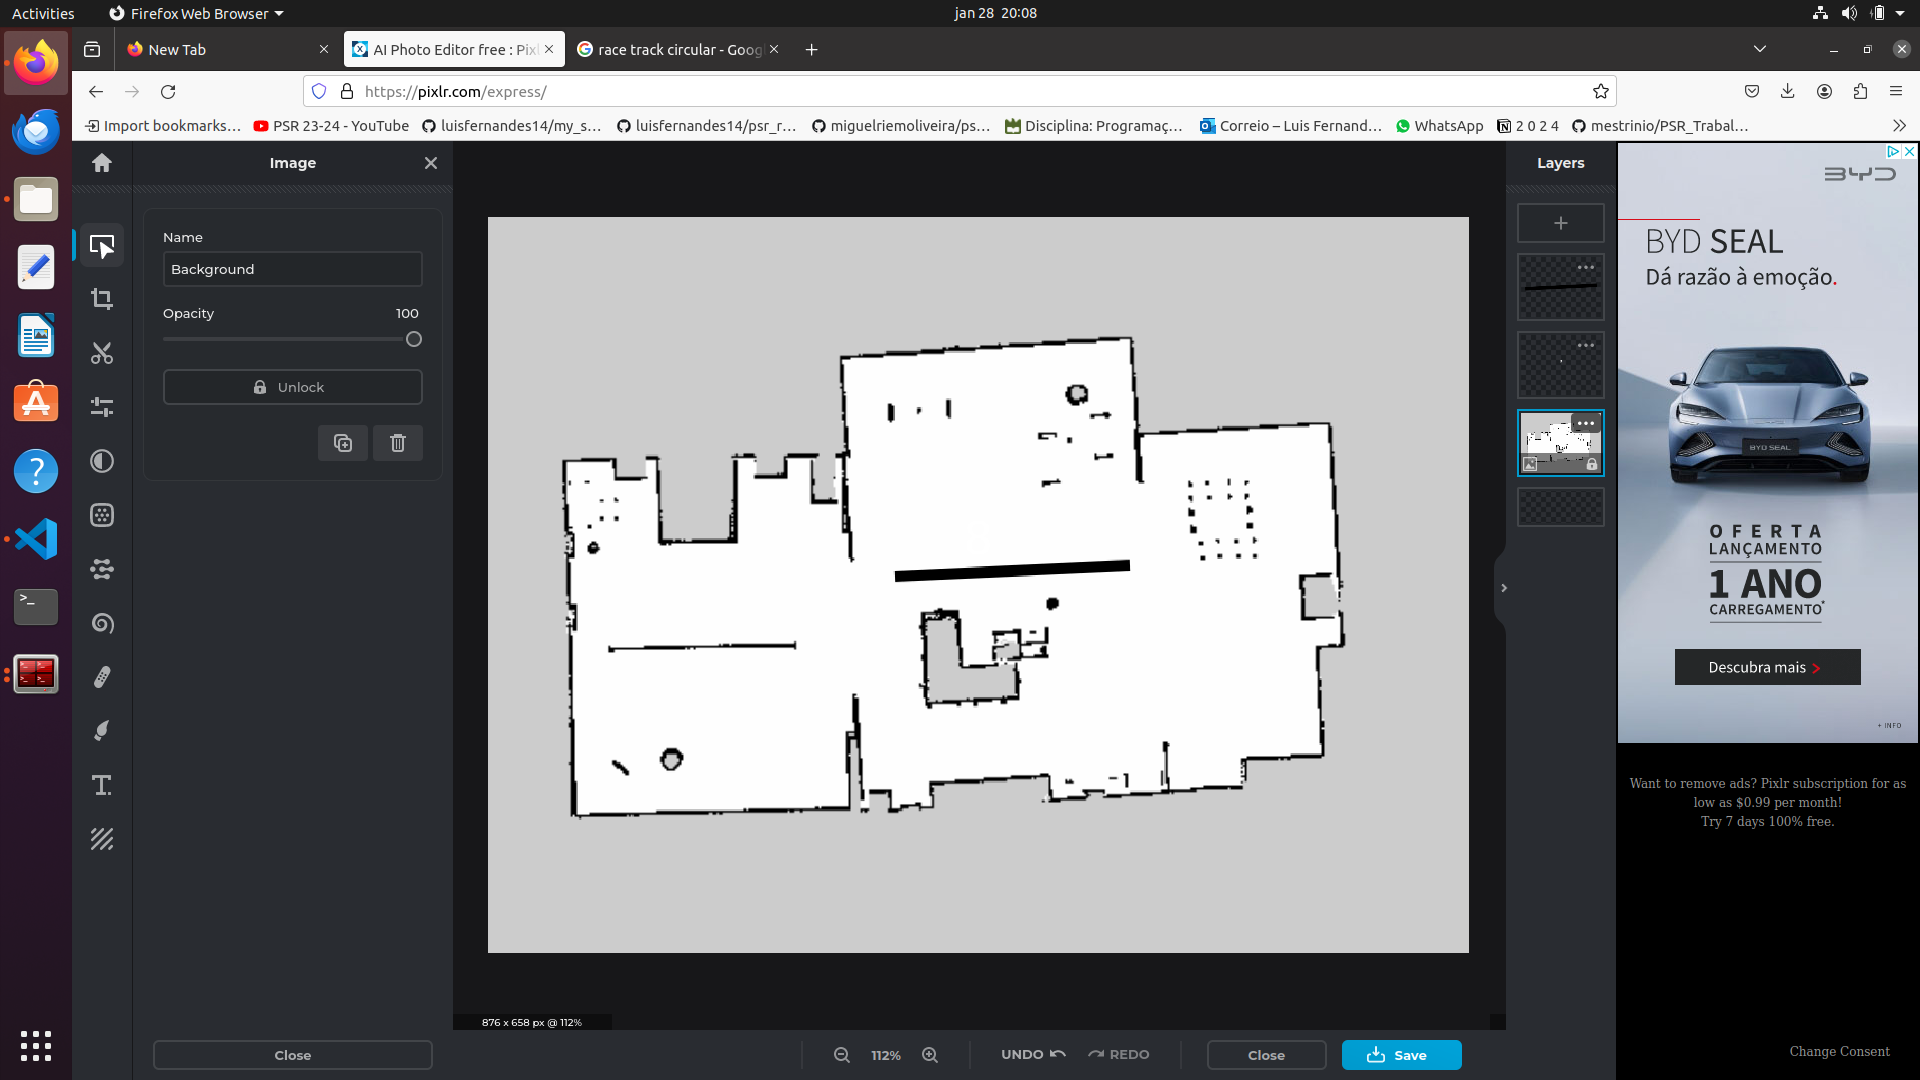 Activities
Firefox Web Browser
jan 28 20:08
New Tab
AI Photo Editor free : Pix
race track circular - Goog
https://pixlr.com/express/
Import bookmarks…
PSR 23-24 - YouTube
luisfernandes14/my_s…
luisfernandes14/psr_r…
miguelriemoliveira/ps…
Disciplina: Programaç…
Correio – Luis Fernand…
WhatsApp
2 0 2 4
mestrinio/PSR_Trabal…
Image
Name
Background
Opacity
100
Unlock
Close
876 x 658 px @ 112%
112%
UNDO
REDO
Close
Save
Layers
BYD
BYD SEAL
Dá razão à emoção.
BYD SEAL
OFERTA
LANÇAMENTO
1 ANO
CARREGAMENTO*
Descubra mais
+ INFO
Want to remove ads? Pixlr subscription for as
low as $0.99 per month!
Try 7 days 100% free.
Change Consent